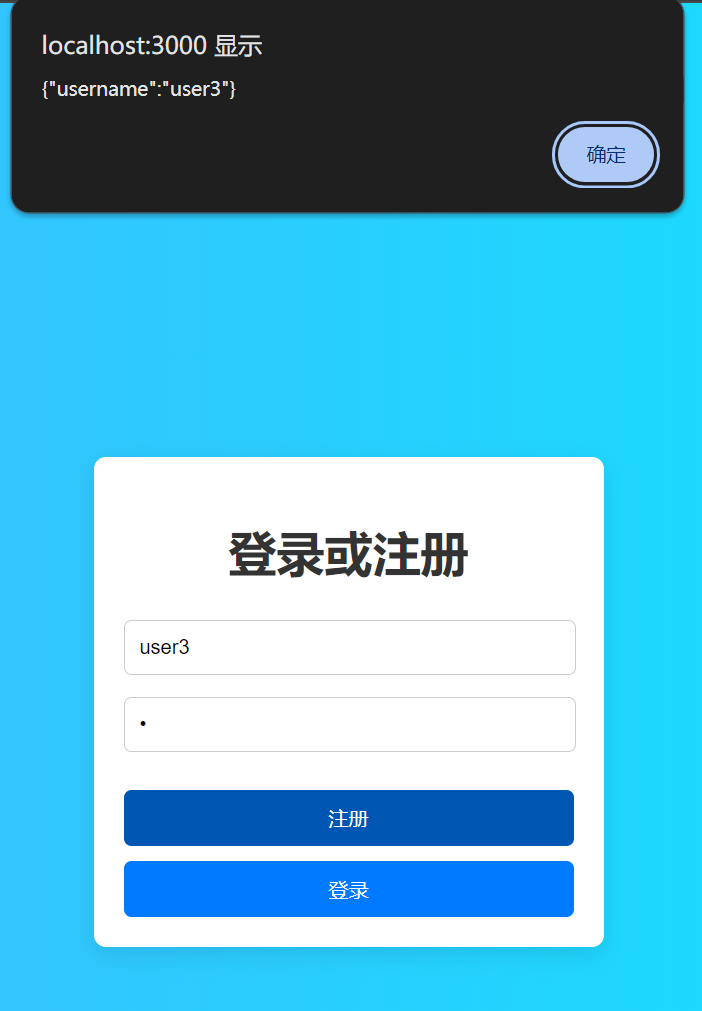 localhost:3000 显示
{"username":"user3"}
确定
登录或注册
user3
•
注册
登录